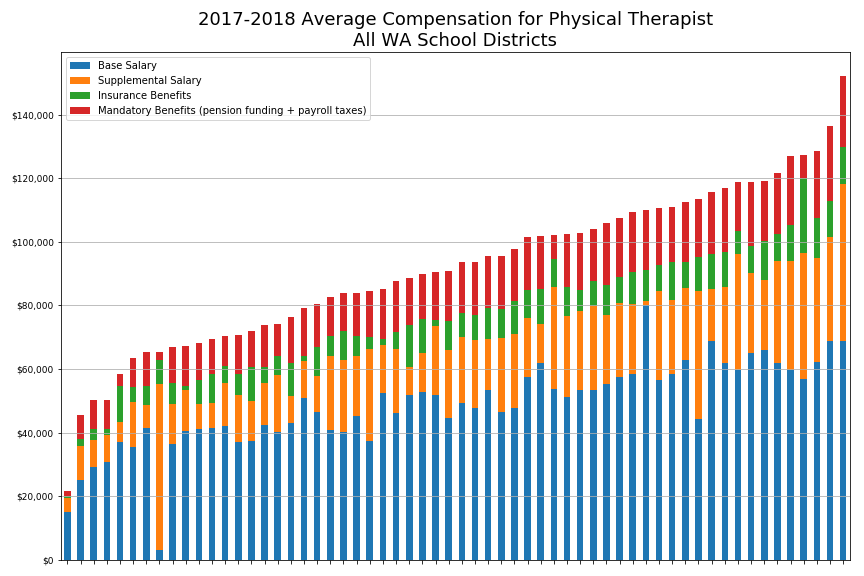 2017-2018 Average Compensation for Physical Therapist
All WA School Districts
Base Salary
Supplemental Salary
Insurance Benefits
Mandatory Benefits (pension funding + payroll taxes)
$140,000
$120,000
$100,000
$80,000
$60,000
$40,000
$20,000
$0